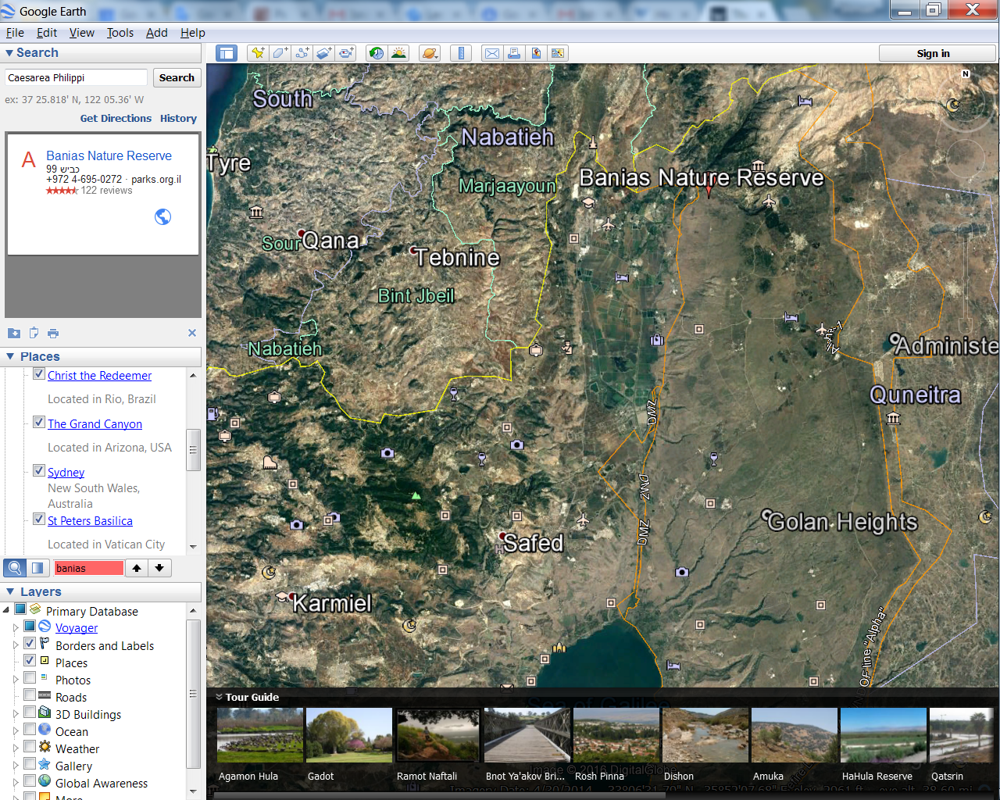 Google Earth
File Edit View Tools Add Help
Search
Sign in
Caesarea Philippi
Search
ex: 37 25.818' N, 122 05.36' W
Get Directions History
A
Banias Nature Reserve
כביש 99
+972 4-695-0272 · parks.org.il
122 reviews
Places
Christ the Redeemer
Located in Rio, Brazil
The Grand Canyon
Located in Arizona, USA
Sydney
New South Wales,
Australia
St Peters Basilica
Located in Vatican City
banias
Layers
Primary Database
Voyager
Borders and Labels
Places
Photos
Roads
3D Buildings
Ocean
Weather
Gallery
Global Awareness
More
N
South
Nabatieh
Tyre
Marjaayoun
Banias Nature Reserve
Sour
Qana
Tebnine
Bint Jbeil
Nabatieh
Administe
Quneitra
DMZ
DMZ
DMZ
Golan Heights
Safed
Karmiel
OF line "Alpha"
Sea of Galilee
Tour Guide
Agamon Hula
Gadot
Ramot Naftali
Bnot Ya'akov Bri...
Rosh Pinna
Dishon
Amuka
HaHula Reserve
Qatsrin
Image © 2016 DigitalGlobe